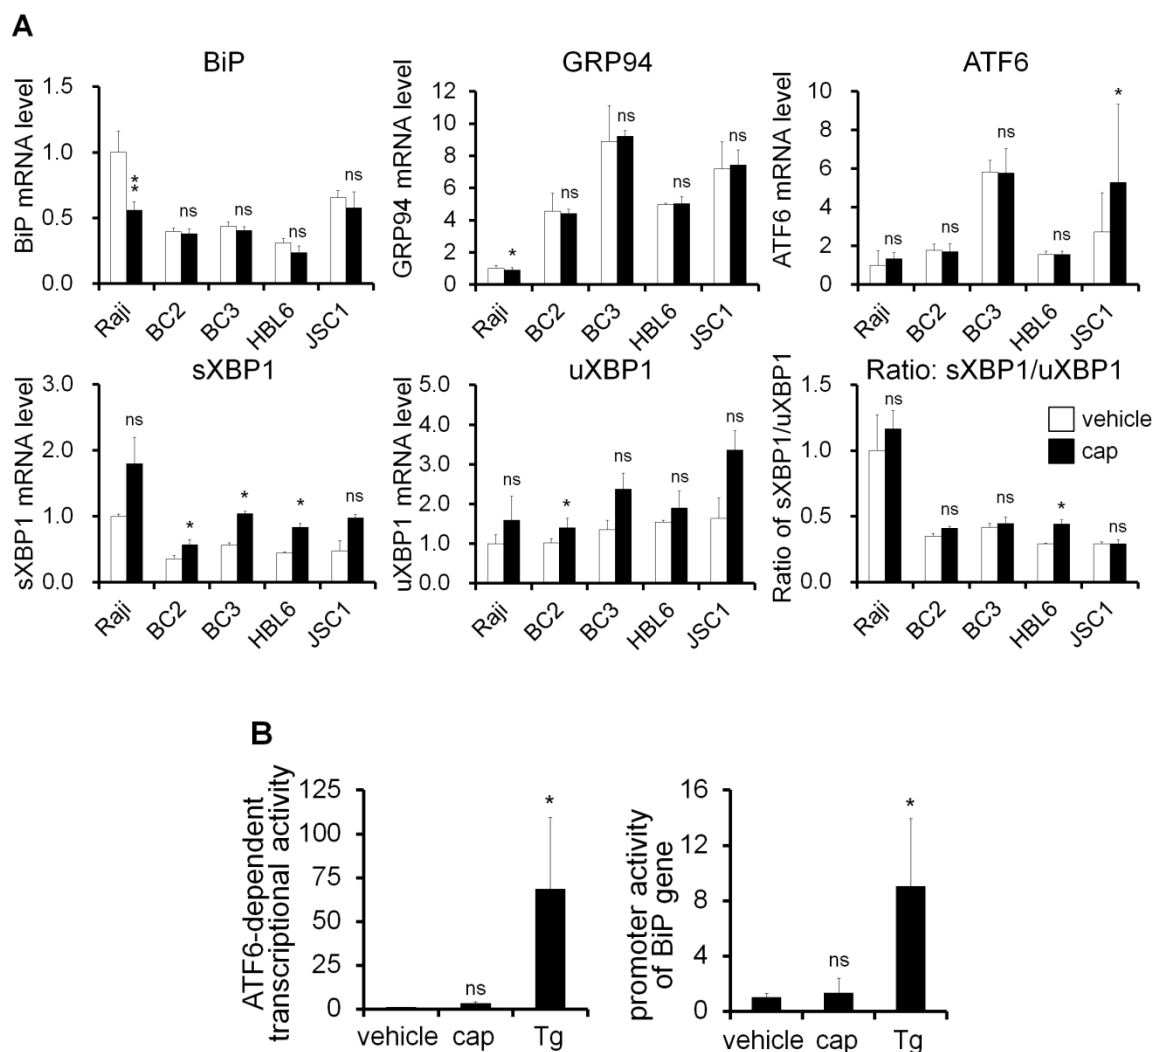 A
BiP
BiP mRNA level
1.5
1.0
0.5
0.0
**
ns
ns
ns
ns
Raji
BC2
BC3
HBL6
JSC1
GRP94
GRP94 mRNA level
12
10
8
6
4
2
0
*
ns
ns
ns
ns
Raji
BC2
BC3
HBL6
JSC1
ATF6
ATF6 mRNA level
10
8
6
4
2
0
ns
ns
ns
ns
*
Raji
BC2
BC3
HBL6
JSC1
sXBP1
sXBP1 mRNA level
3.0
2.0
1.0
0.0
ns
*
*
*
ns
Raji
BC2
BC3
HBL6
JSC1
uXBP1
uXBP1 mRNA level
5.0
4.0
3.0
2.0
1.0
0.0
ns
*
ns
ns
ns
Raji
BC2
BC3
HBL6
JSC1
Ratio: sXBP1/uXBP1
Ratio of sXBP1/uXBP1
1.5
1.0
0.5
0.0
ns
ns
ns
*
ns
vehicle
cap
Raji
BC2
BC3
HBL6
JSC1
B
ATF6-dependent
transcriptional activity
125
100
75
50
25
0
ns
*
vehicle
cap
Tg
promoter activity
of BiP gene
16
12
8
4
0
ns
*
vehicle
cap
Tg